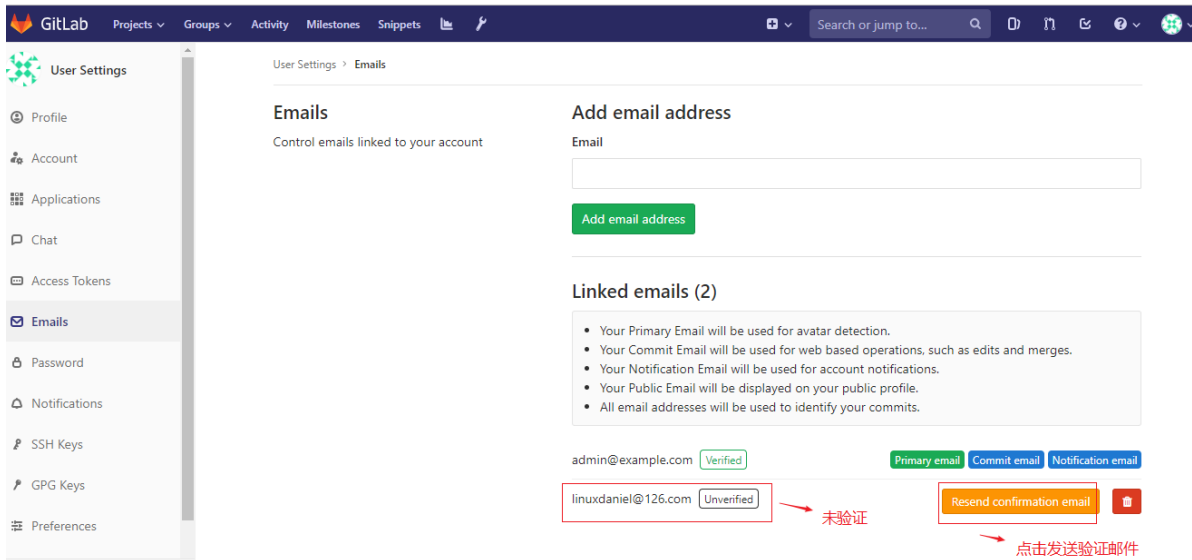 GitLab Projects Groups Activity Milestones Snippets Search or jump to...
User Settings
Profile
Account
Applications
Chat
Access Tokens
Emails
Password
Notifications
SSH Keys
GPG Keys
Preferences
User Settings > Emails
Emails
Control emails linked to your account
Add email address
Email
Add email address
Linked emails (2)
Your Primary Email will be used for avatar detection.
Your Commit Email will be used for web based operations, such as edits and merges.
Your Notification Email will be used for account notifications.
Your Public Email will be displayed on your public profile.
All email addresses will be used to identify your commits.
admin@example.com Verified Primary email Commit email Notification email
linuxdaniel@126.com Unverified Resend confirmation email
未验证
点击发送验证邮件